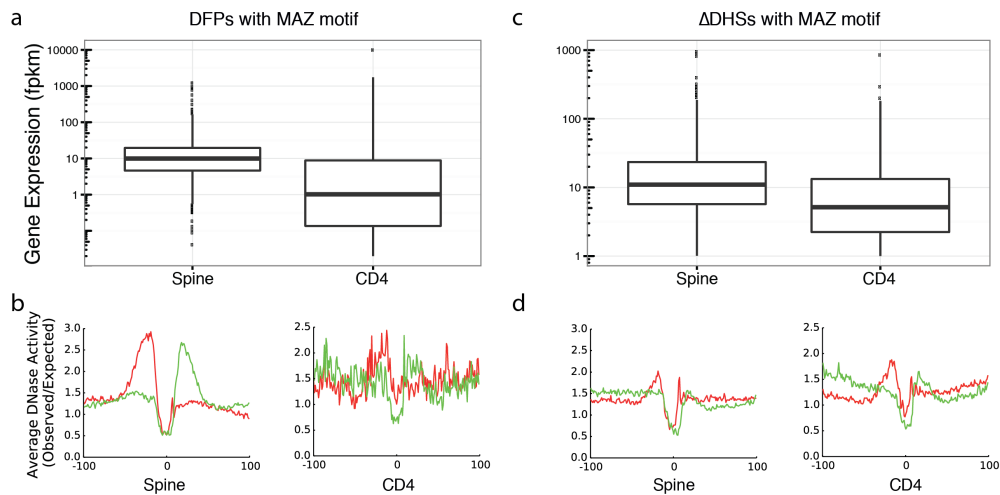 a
DFPs with MAZ motif
Gene Expression (fpkm)
10000
1000
100
10
1
Spine
CD4
c
ΔDHSs with MAZ motif
1000
100
10
1
Spine
CD4
b
Average DNase Activity
(Observed/Expected)
3.0
2.5
2.0
1.5
1.0
0.5
0.0
-100
0
100
Spine
2.5
2.0
1.5
1.0
0.5
0.0
-100
0
100
CD4
d
3.0
2.5
2.0
1.5
1.0
0.5
0.0
-100
0
100
Spine
2.5
2.0
1.5
1.0
0.5
0.0
-100
0
100
CD4